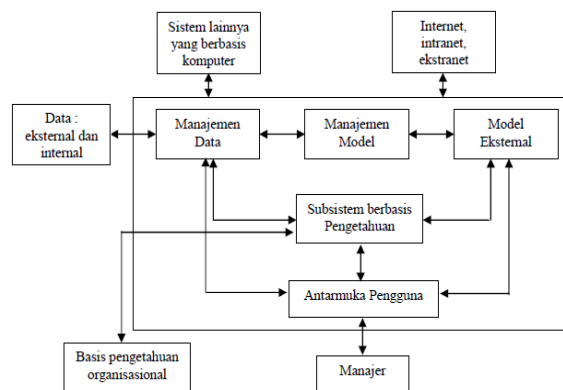 Sistem lainnya
yang berbasis
komputer
Internet,
intranet,
ekstranet
Data :
eksternal dan
internal
Manajemen
Data
Manajemen
Model
Model
Eksternal
Subsistem berbasis
Pengetahuan
Antarmuka Pengguna
Basis pengetahuan
organisasional
Manajer